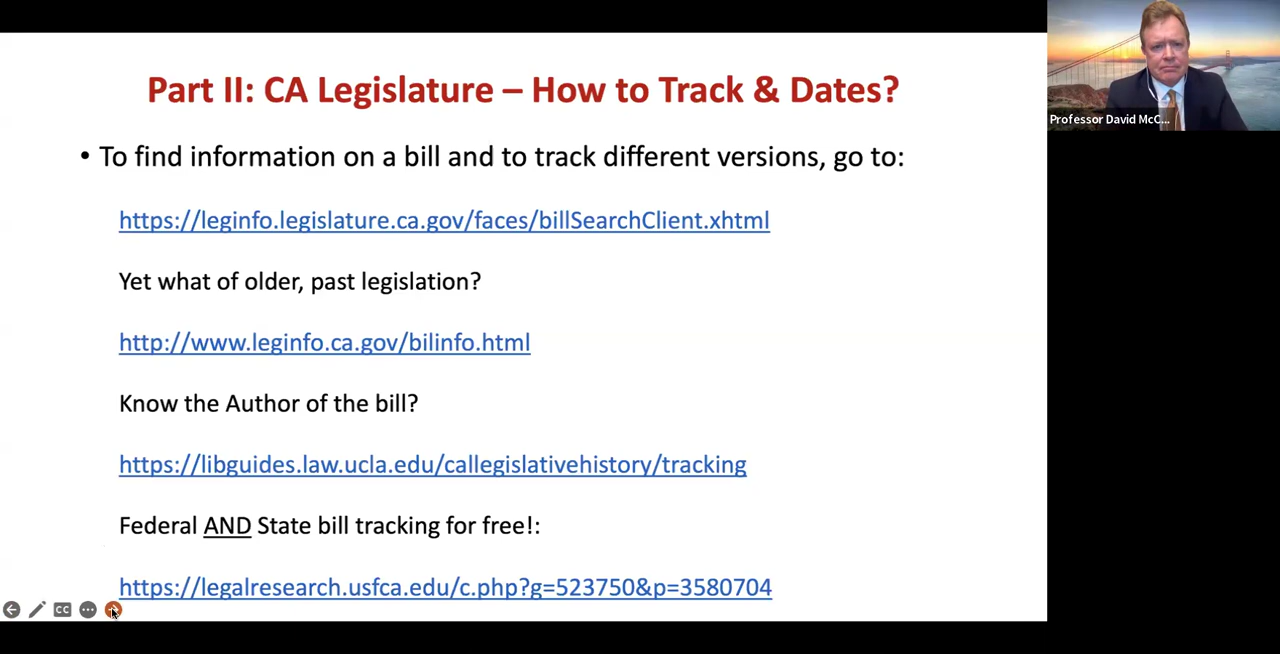 Part II: CA Legislature – How to Track & Dates?
• To find information on a bill and to track different versions, go to:
https://leginfo.legislature.ca.gov/faces/billSearchClient.xhtml
Yet what of older, past legislation?
http://www.leginfo.ca.gov/bilinfo.html
Know the Author of the bill?
https://libguides.law.ucla.edu/callegislativehistory/tracking
Federal AND State bill tracking for free!:
https://legalresearch.usfca.edu/c.php?g=523750&p=3580704
CC
Professor David McC...